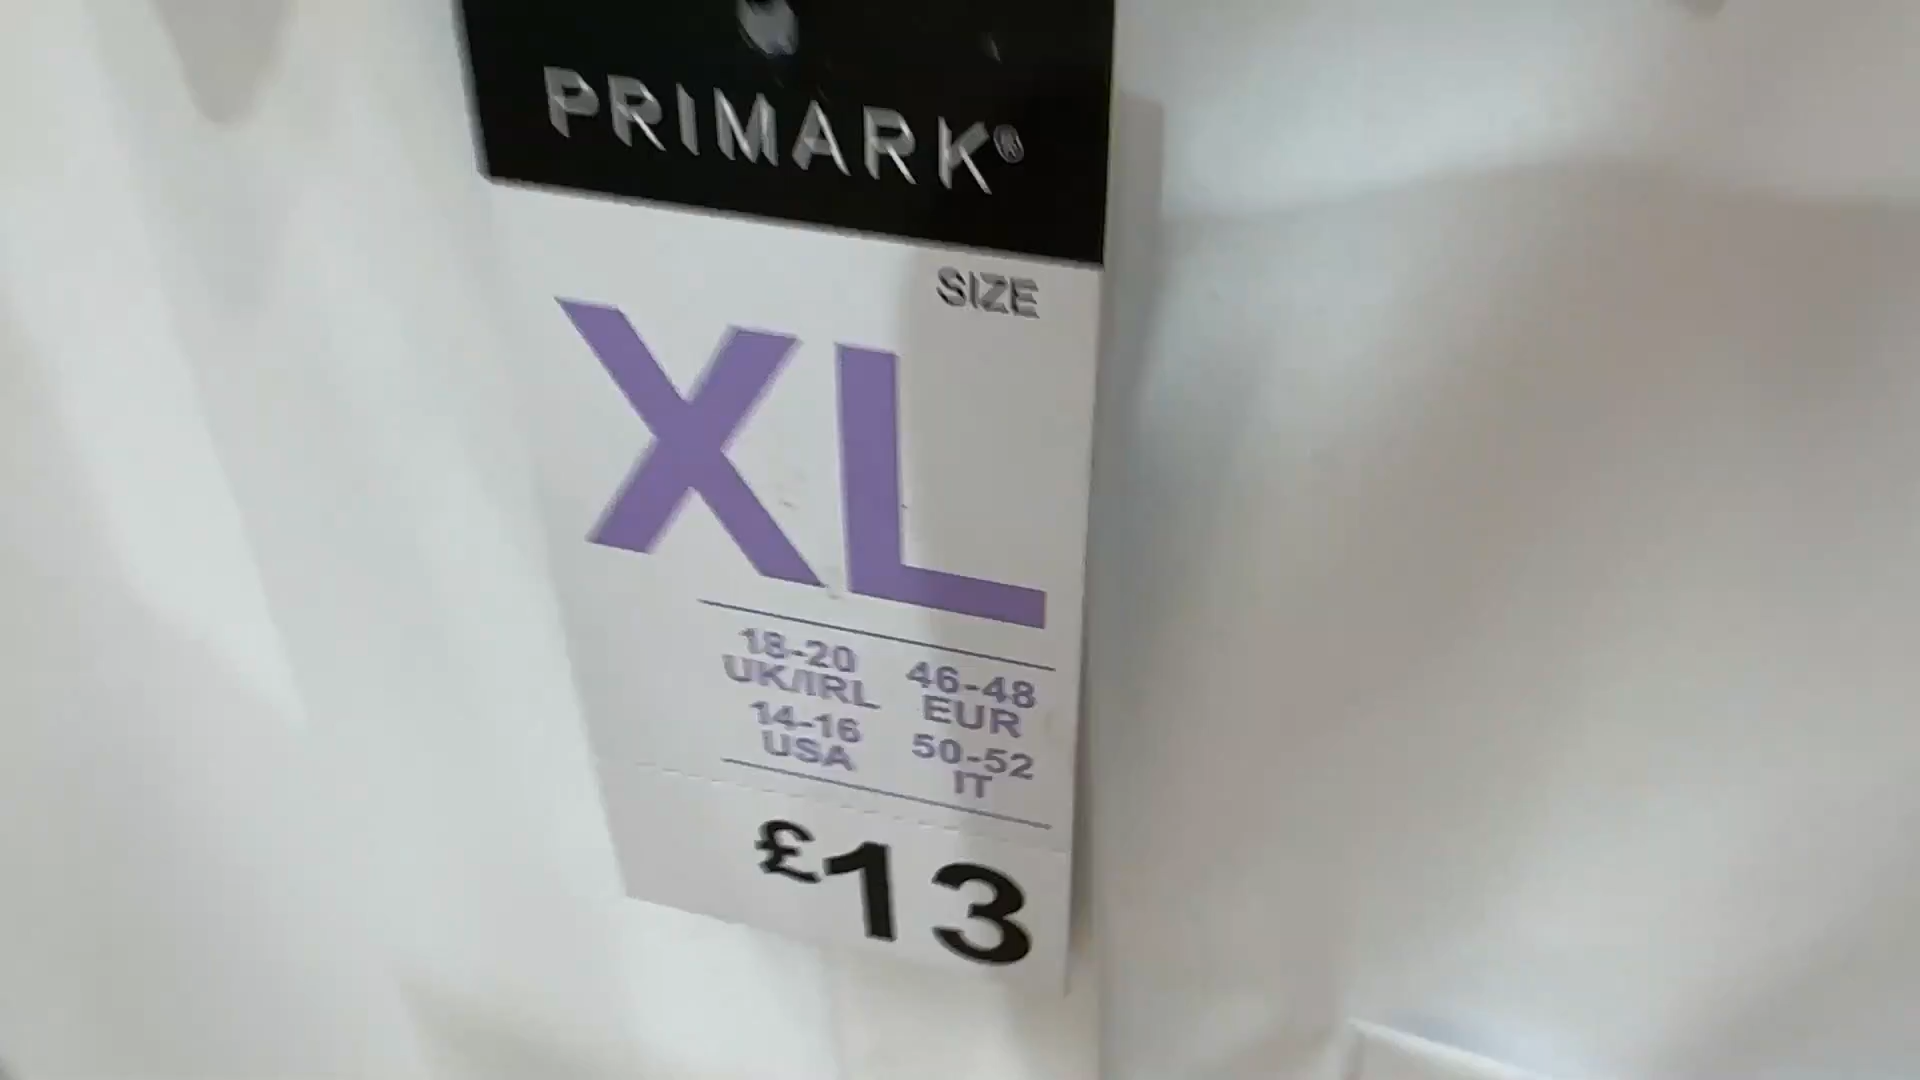 PRIMARK®
SIZE
XL
18-20
UK/IRL
14-16
USA
46-48
EUR
50-52
IT
£13